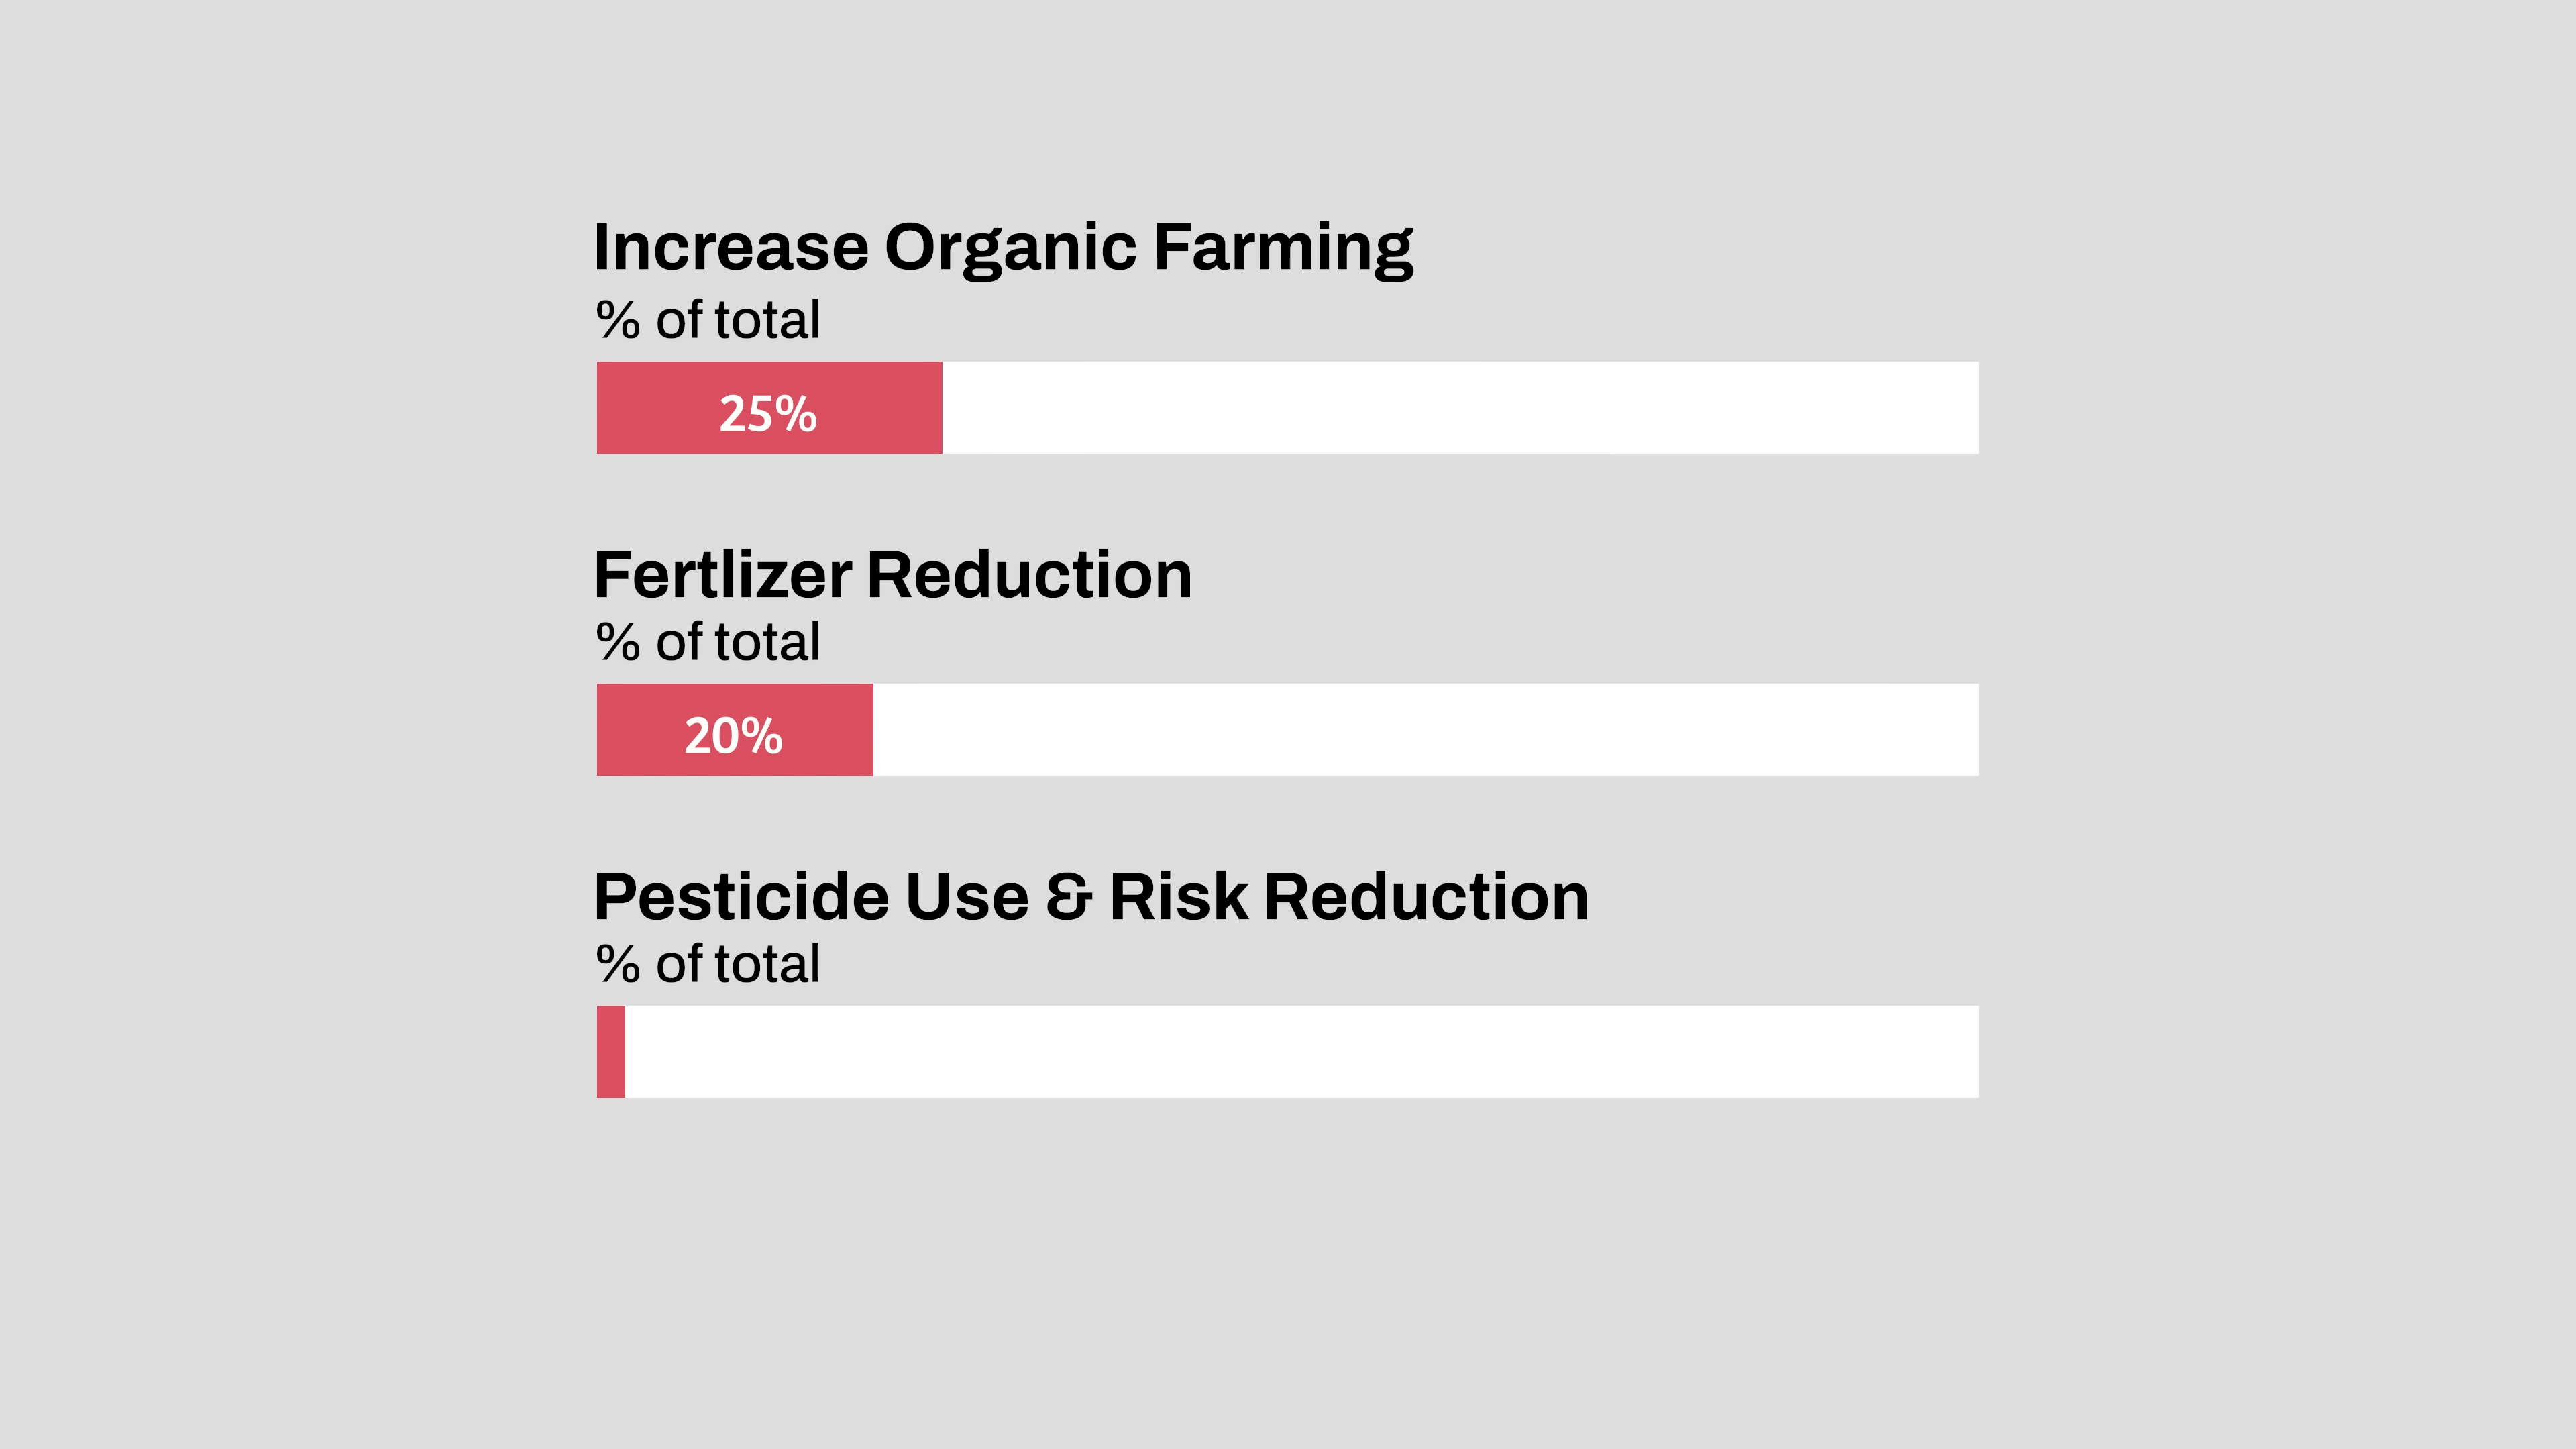 Increase Organic Farming
% of total
25%
Fertlizer Reduction
% of total
20%
Pesticide Use & Risk Reduction
% of total